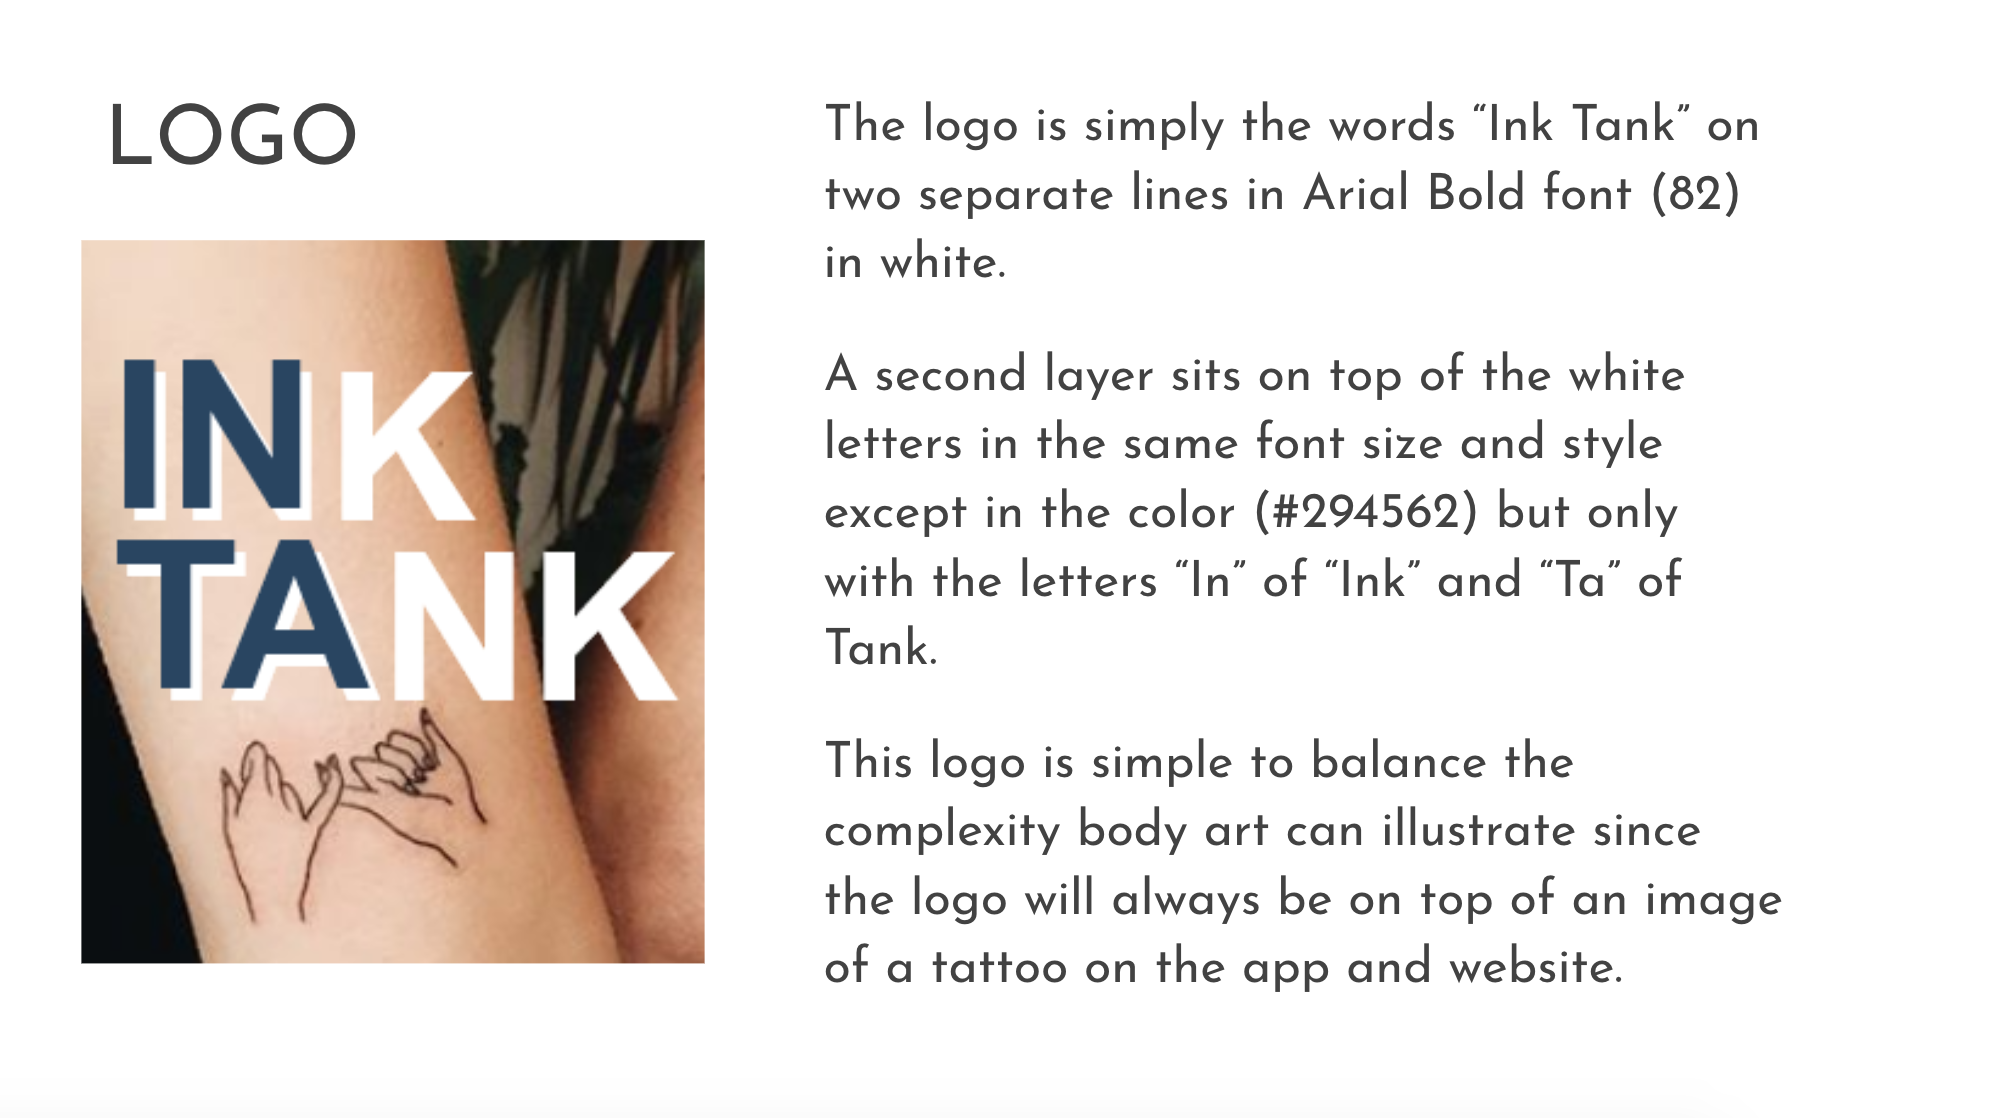 LOGO
INK
TANK
The logo is simply the words “Ink Tank” on
two separate lines in Arial Bold font (82)
in white.
A second layer sits on top of the white
letters in the same font size and style
except in the color (#294562) but only
with the letters “In” of “Ink” and “Ta” of
Tank.
This logo is simple to balance the
complexity body art can illustrate since
the logo will always be on top of an image
of a tattoo on the app and website.